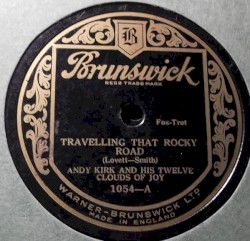 B
Brunswick
REGD TRADE MARK
Fox-Trot
TRAVELLING THAT ROCKY
ROAD
(Lovett-Smith)
ANDY KIRK AND HIS TWELVE
CLOUDS OF JOY
1054-A
WARNER-BRUNSWICK LTD
MADE IN ENGLAND